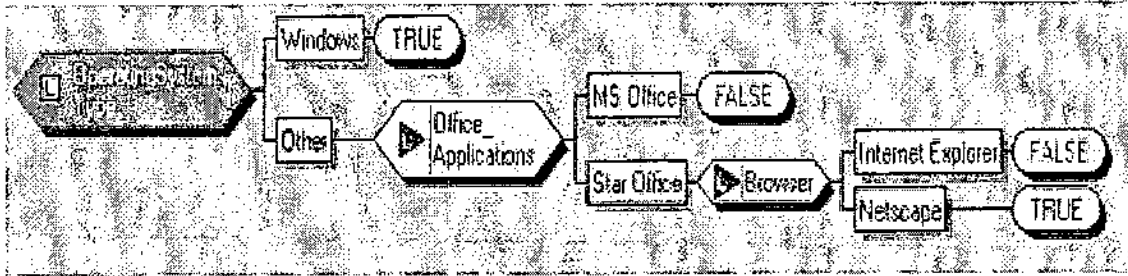 Operating System
Type
Windows
TRUE
Other
Office_
Applications
MS Office
FALSE
Star Office
Browser
Internet Explorer
FALSE
Netscape
TRUE